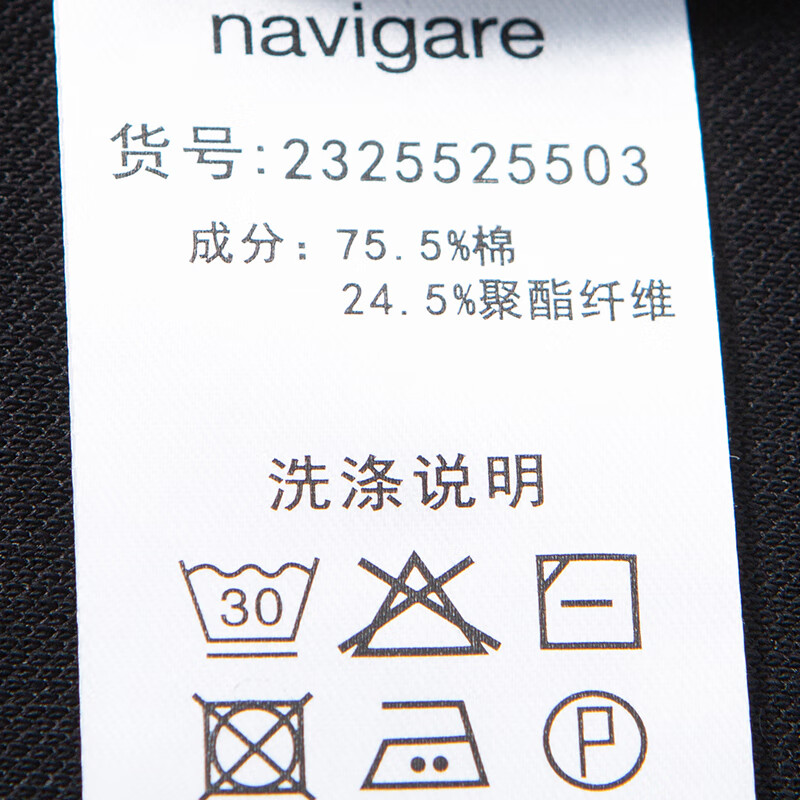 navigare
货号:2325525503
成分：75.5%棉
24.5%聚酯纤维
洗涤说明
30
P